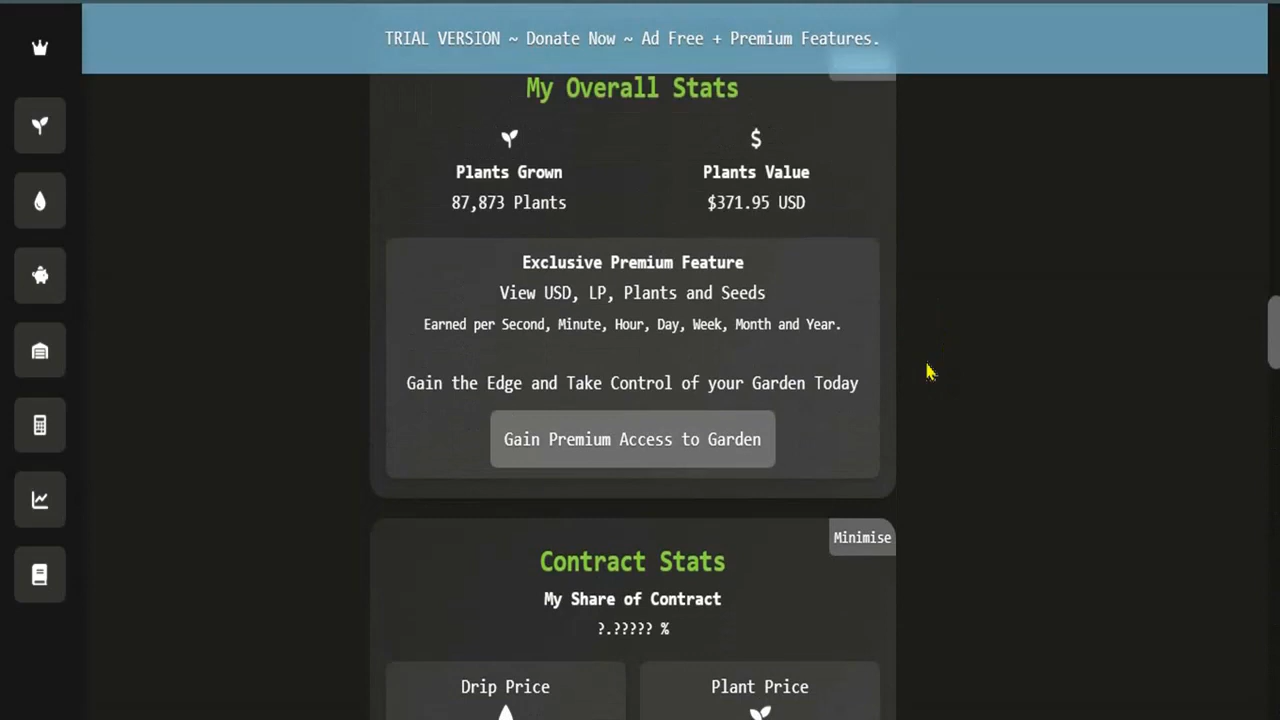 TRIAL VERSION ~ Donate Now ~ Ad Free + Premium Features.
My Overall Stats
$
Plants Grown
Plants Value
87,873 Plants
$371.95 USD
Exclusive Premium Feature
View USD, LP, Plants and Seeds
Earned per Second, Minute, Hour, Day, Week, Month and Year.
Gain the Edge and Take Control of your Garden Today
Gain Premium Access to Garden
Minimise
Contract Stats
My Share of Contract
?.????? %
Drip Price
Plant Price